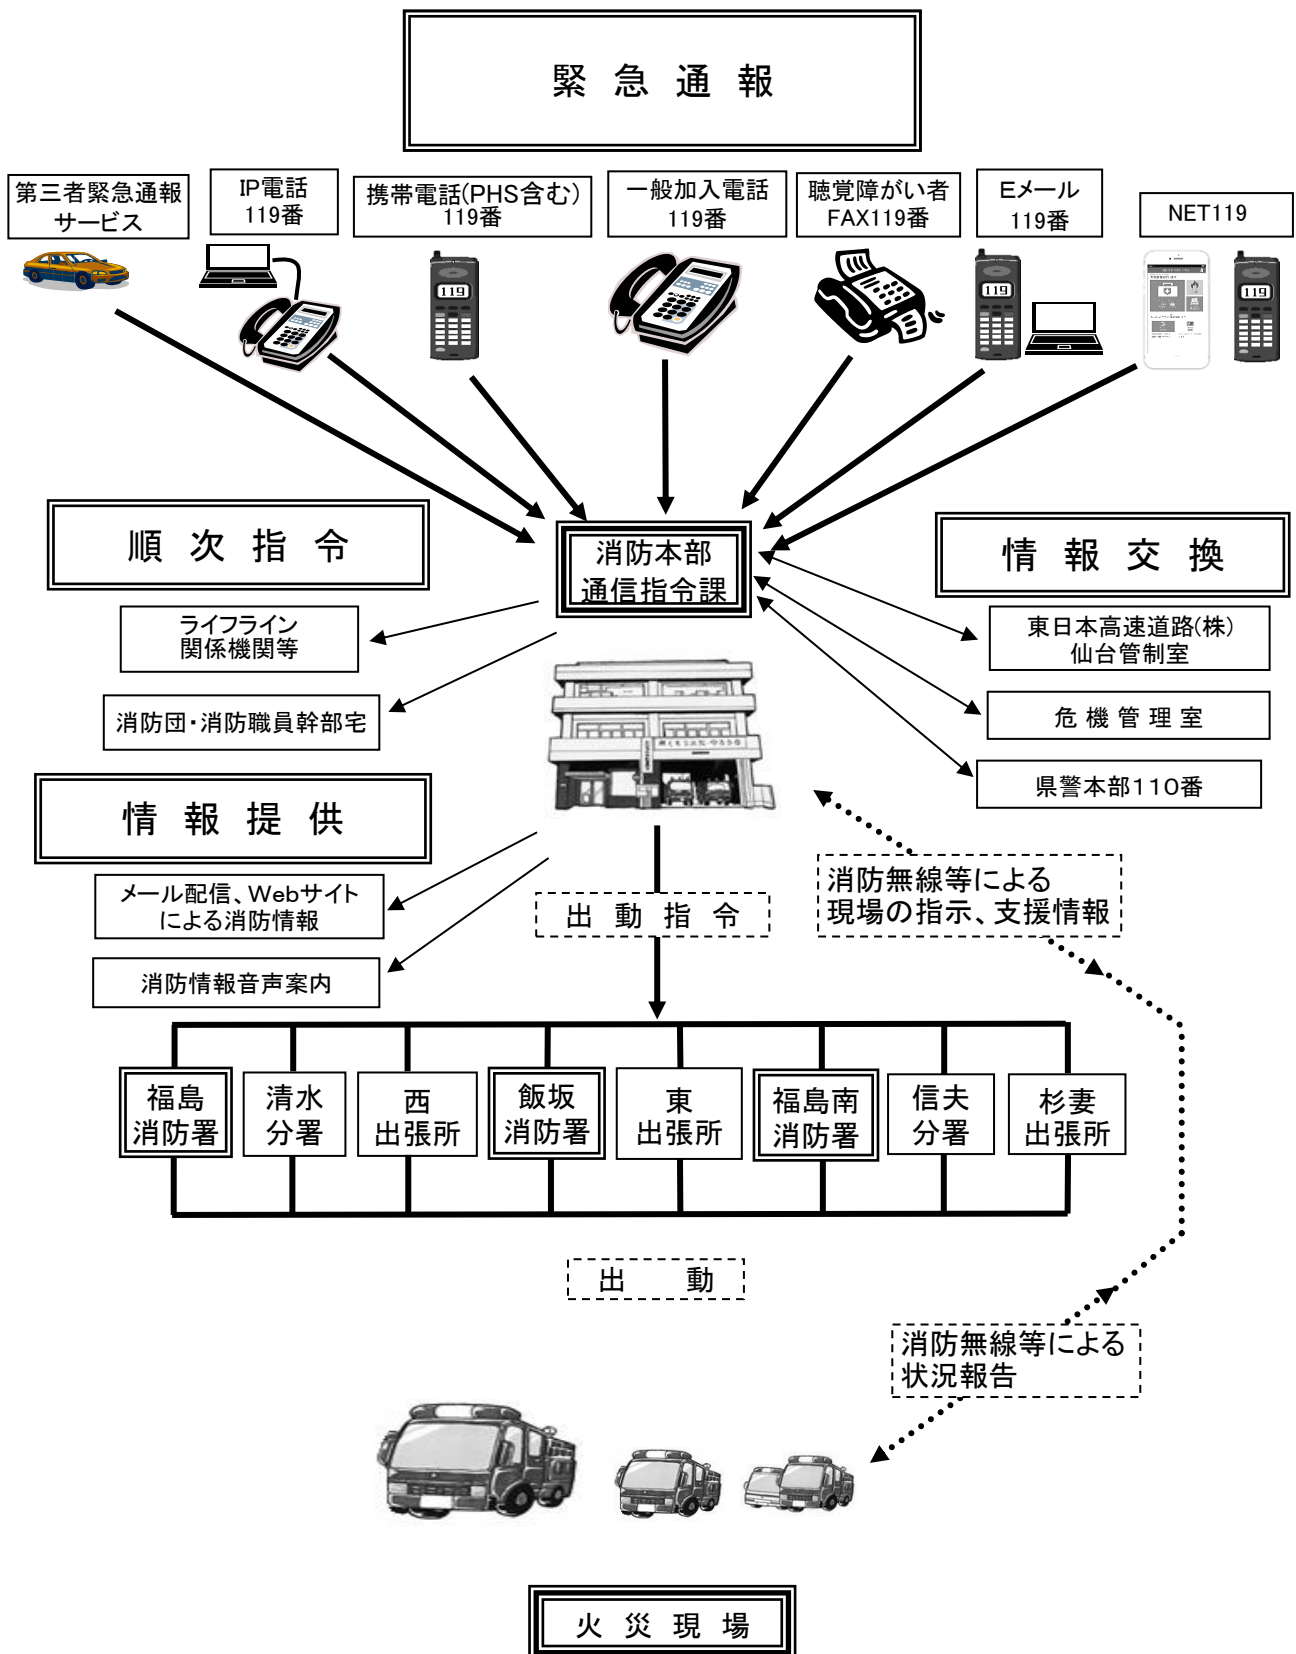 緊急通報
第三者緊急通報
サービス
IP電話
119番
携帯電話(PHS含む)
119番
一般加入電話
119番
聴覚障がい者
FAX119番
Eメール
119番
NET119
119
119
119
順次指令
消防本部
通信指令課
情報交換
ライフライン
関係機関等
消防団・消防職員幹部宅
東日本高速道路(株)
仙台管制室
危機管理室
県警本部110番
情報提供
メール配信、Webサイト
による消防情報
消防情報音声案内
出動指令
消防無線等による
現場の指示、支援情報
福島
消防署
清水
分署
西
出張所
飯坂
消防署
東
出張所
福島南
消防署
信夫
分署
杉妻
出張所
出動
消防無線等による
状況報告
火災現場